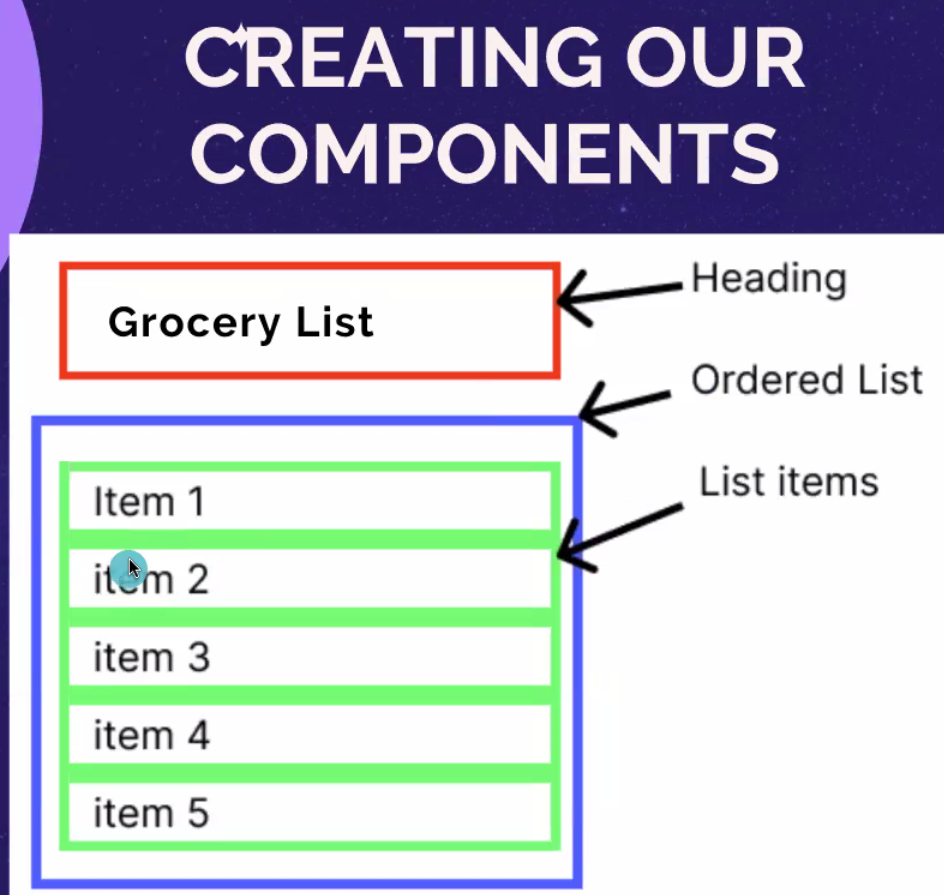 CREATING OUR
COMPONENTS
Heading
Grocery List
Ordered List
List items
Item 1
item 2
item 3
item 4
item 5